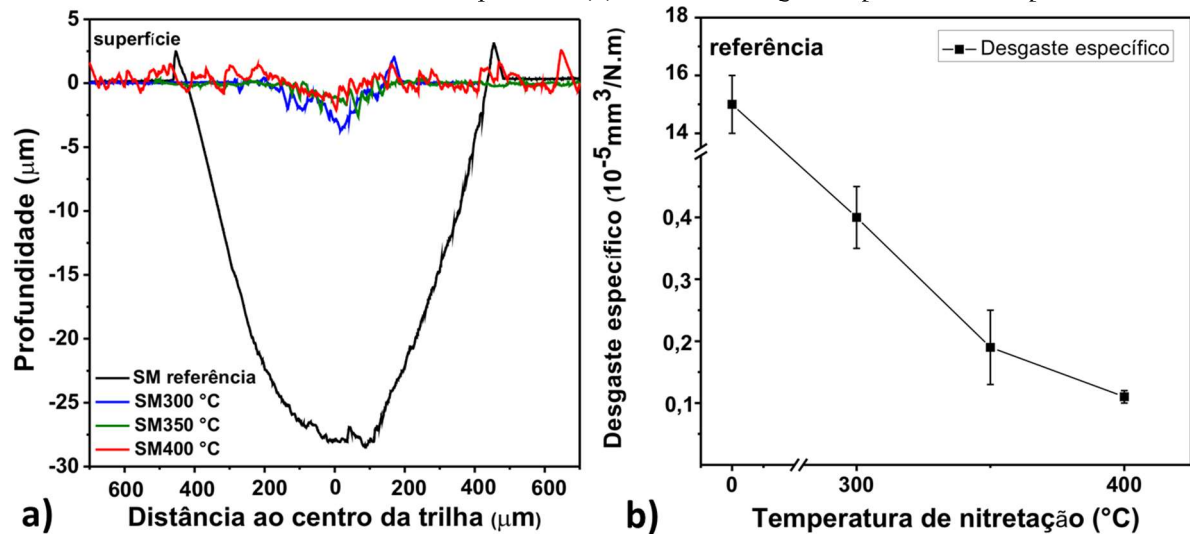 5
0
-5
-10
-15
-20
-25
-30
Profundidade (μm)
superfície
SM referência
SM300 °C
SM350 °C
SM400 °C
600 400 200 0 200 400 600
Distância ao centro da trilha (μm)
a)
18
16
14
0,4
0,3
0,2
0,1
Desgaste específico (10⁻⁵mm³/N.m)
referência
Desgaste específico
0 300 400
Temperatura de nitretação (°C)
b)